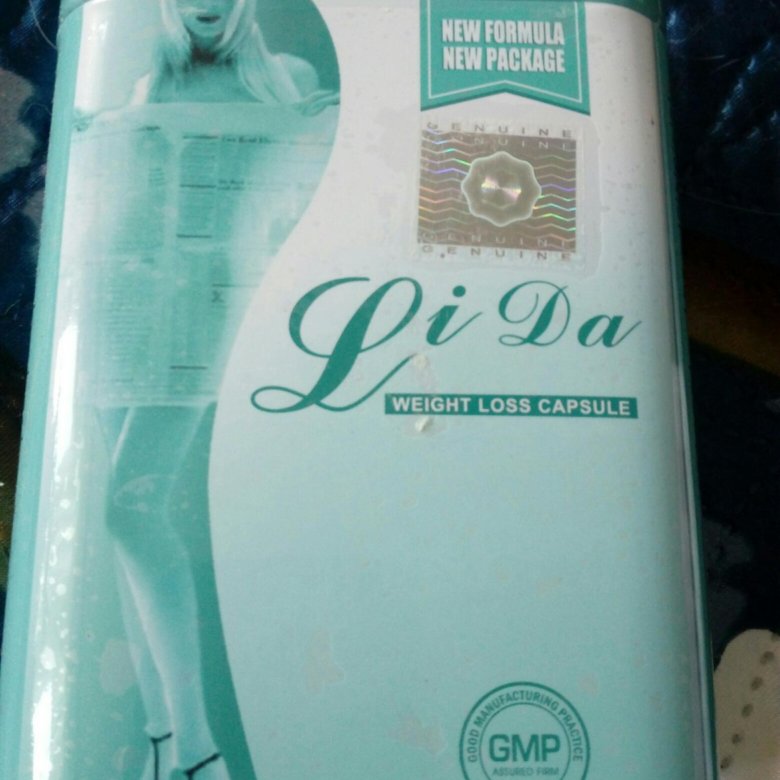 NEW FORMULA
NEW PACKAGE
GENUINE
GENUINE
GENUINE
GENUINE
Li Da
WEIGHT LOSS CAPSULE
GOOD MANUFACTURING PRACTICE
GMP
ASSURED FIRM